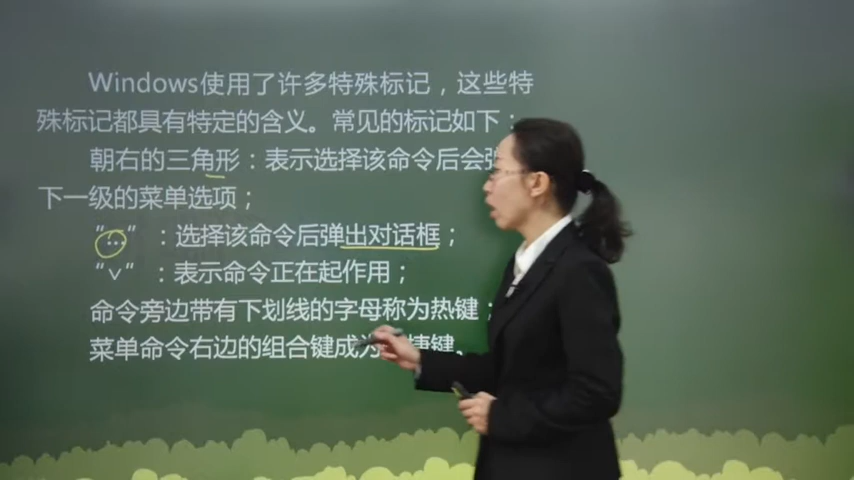 Windows使用了许多特殊标记，这些特
殊标记都具有特定的含义。常见的标记如下：
朝右的三角形：表示选择该命令后会弹
下一级的菜单选项；
“…”：选择该命令后弹出对话框；
“√”：表示命令正在起作用；
命令旁边带有下划线的字母称为热键；
菜单命令右边的组合键成为 捷键。